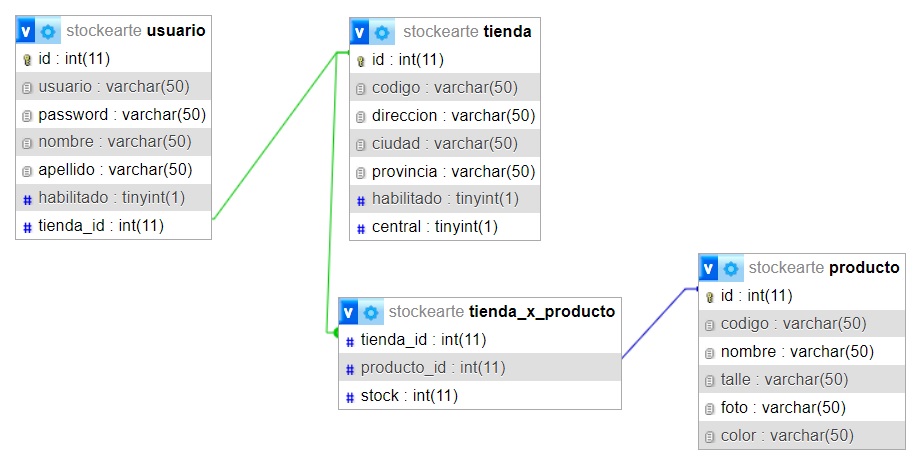 v stockearte usuario
id : int(11)
usuario : varchar(50)
password : varchar(50)
nombre : varchar(50)
apellido : varchar(50)
# habilitado : tinyint(1)
# tienda_id : int(11)
v stockearte tienda
id : int(11)
codigo : varchar(50)
direccion : varchar(50)
ciudad : varchar(50)
provincia : varchar(50)
# habilitado : tinyint(1)
# central : tinyint(1)
v stockearte tienda_x_producto
# tienda_id : int(11)
# producto_id : int(11)
# stock : int(11)
v stockearte producto
id : int(11)
codigo : varchar(50)
nombre : varchar(50)
talle : varchar(50)
foto : varchar(50)
color : varchar(50)